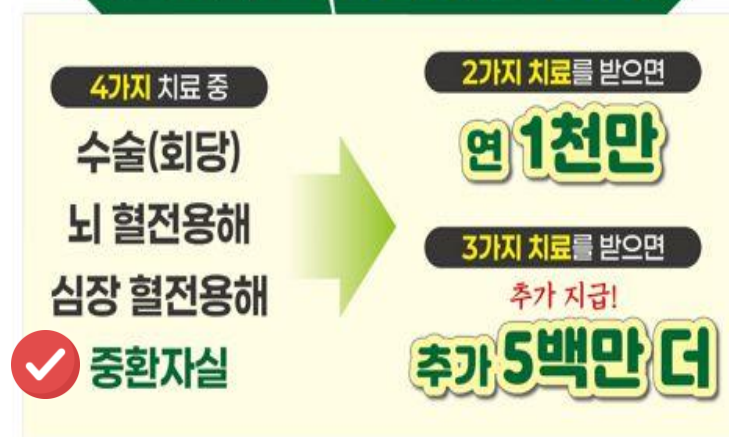 4가지 치료 중
수술(회당)
뇌 혈전용해
심장 혈전용해
중환자실
2가지 치료를 받으면
연 1천만
3가지 치료를 받으면
추가 지급!
추가 5백만 더